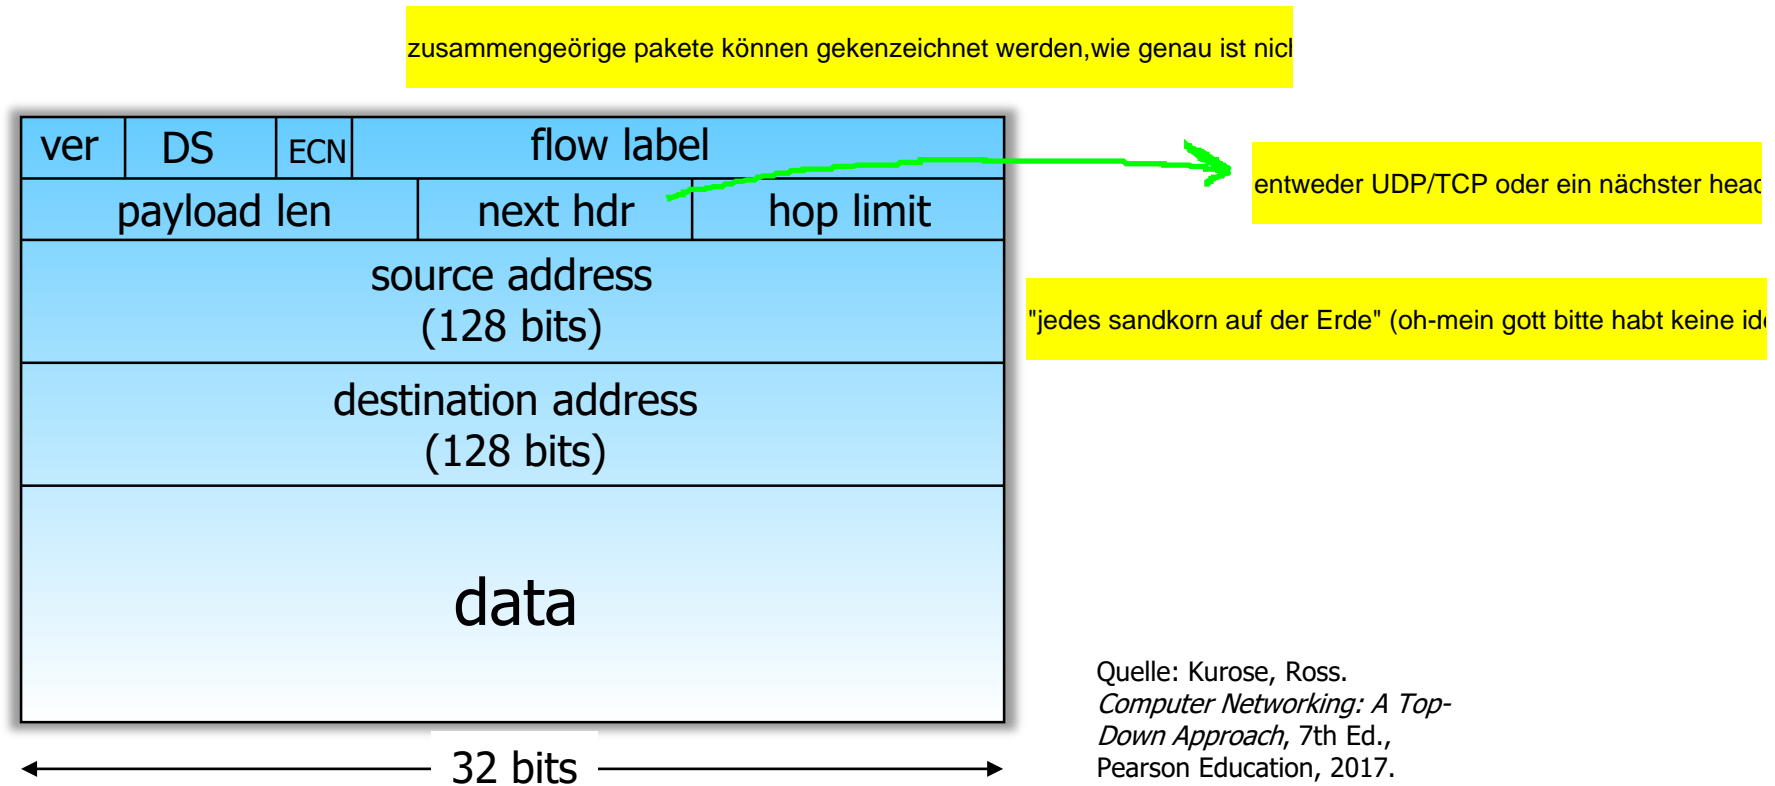 zusammengeörige pakete können gekenzeichnet werden,wie genau ist nich
ver DS ECN flow label
entweder UDP/TCP oder ein nächster head
payload len next hdr hop limit
source address
(128 bits)
"jedes sandkorn auf der Erde" (oh-mein gott bitte habt keine ide
destination address
(128 bits)
data
Quelle: Kurose, Ross.
Computer Networking: A Top-
Down Approach, 7th Ed.,
Pearson Education, 2017.
32 bits